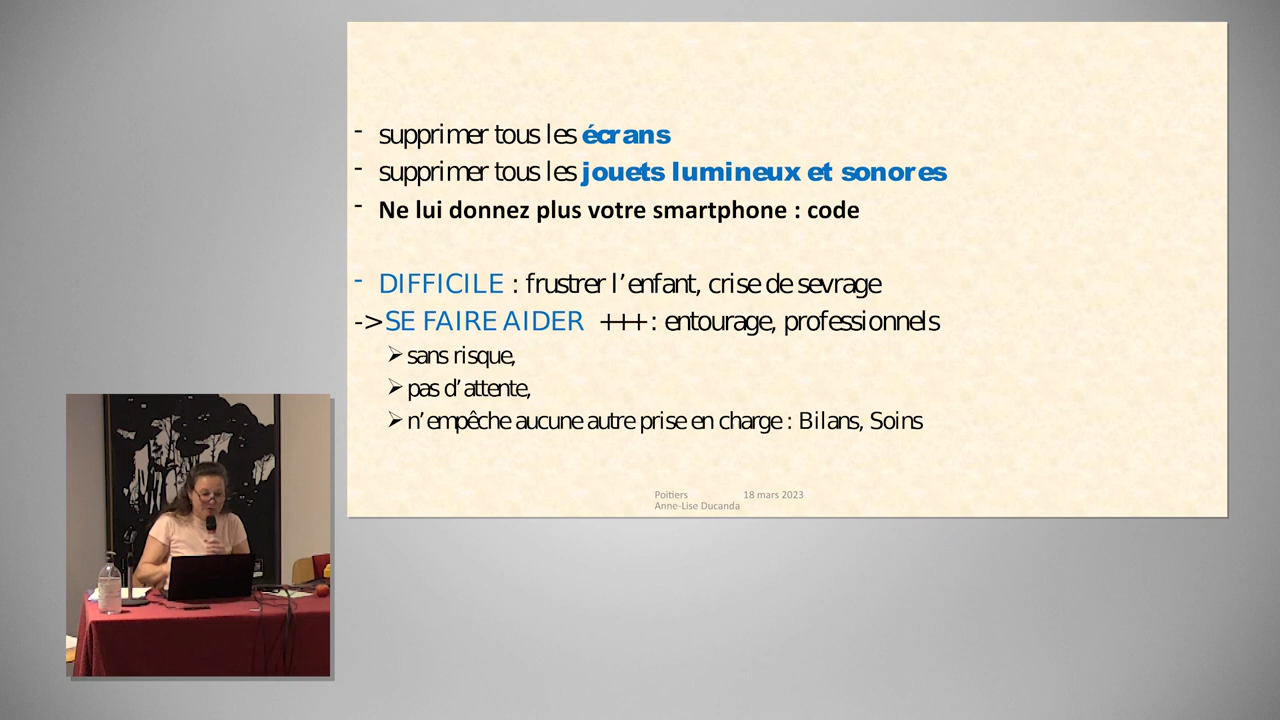 - supprimer tous les écrans
- supprimer tous les jouets lumineux et sonores
- Ne lui donnez plus votre smartphone : code
- DIFFICILE : frustrer l’enfant, crise de sevrage
-> SE FAIRE AIDER +++ : entourage, professionnels
➢ sans risque,
➢ pas d’attente,
➢ n’empêche aucune autre prise en charge : Bilans, Soins
Poitiers 18 mars 2023
Anne-Lise Ducanda